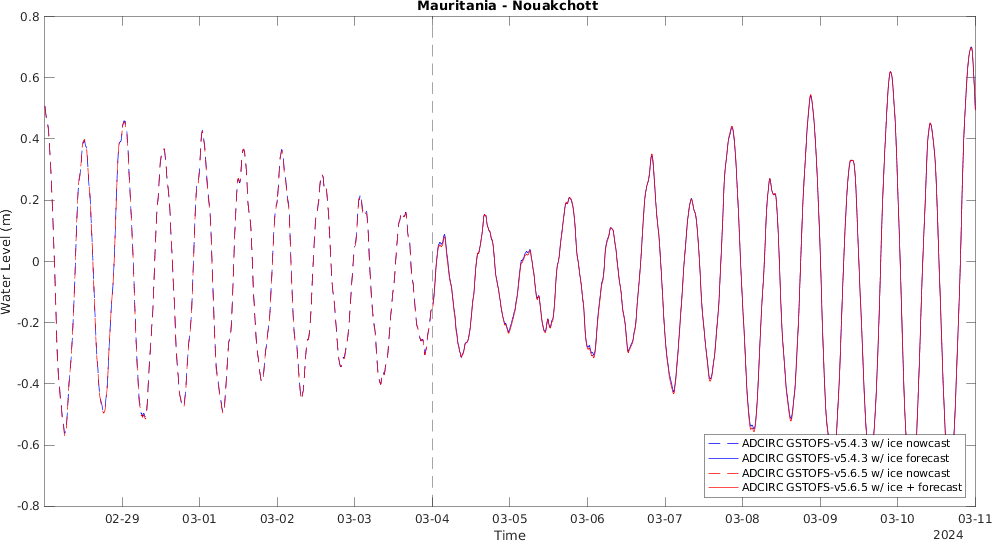 Mauritania - Nouakchott
0.8
0.6
0.4
0.2
0
-0.2
-0.4
-0.6
-0.8
Water Level (m)
ADCIRC GSTOFS-v5.4.3 w/ ice nowcast
ADCIRC GSTOFS-v5.4.3 w/ ice forecast
ADCIRC GSTOFS-v5.6.5 w/ ice nowcast
ADCIRC GSTOFS-v5.6.5 w/ ice + forecast
02-29 03-01 03-02 03-03 03-04 03-05 03-06 03-07 03-08 03-09 03-10 03-11
Time
2024